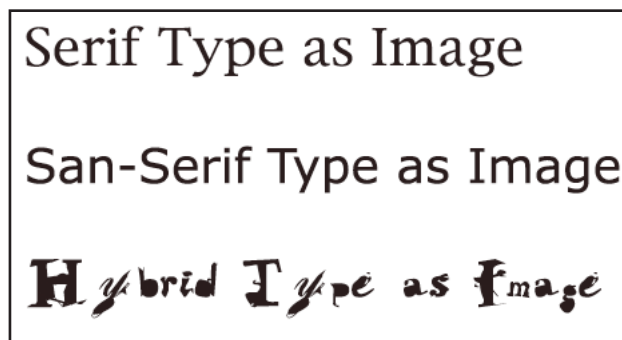 Serif Type as Image
San-Serif Type as Image
Hybrid Type as Image